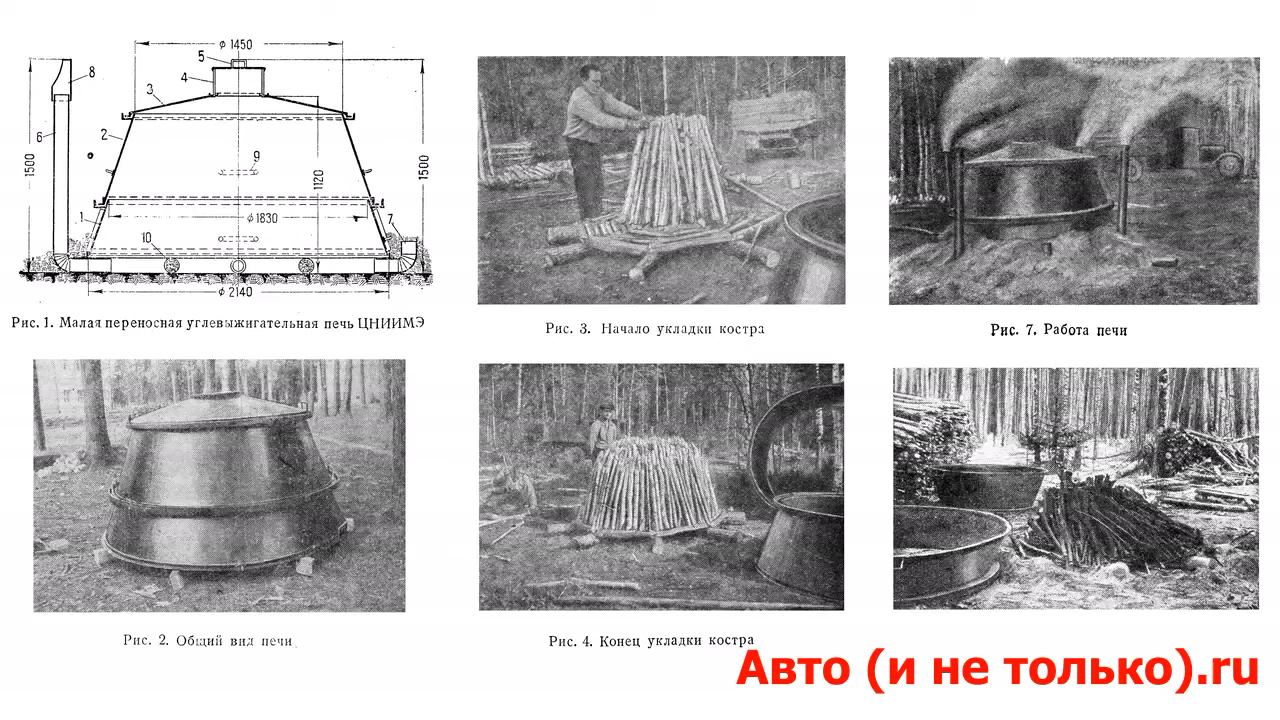 ϕ 1450
5
8
4
3
6
2
9
1500
1120
1500
1
ϕ 1830
7
10
ϕ 2140
Рис. 1. Малая переносная углевыжигательная печь ЦНИИМЭ
Рис. 3. Начало укладки костра
Рис. 7. Работа печи
Рис. 2. Общий вид печи
Рис. 4. Конец укладки костра
Авто (и не только).ru